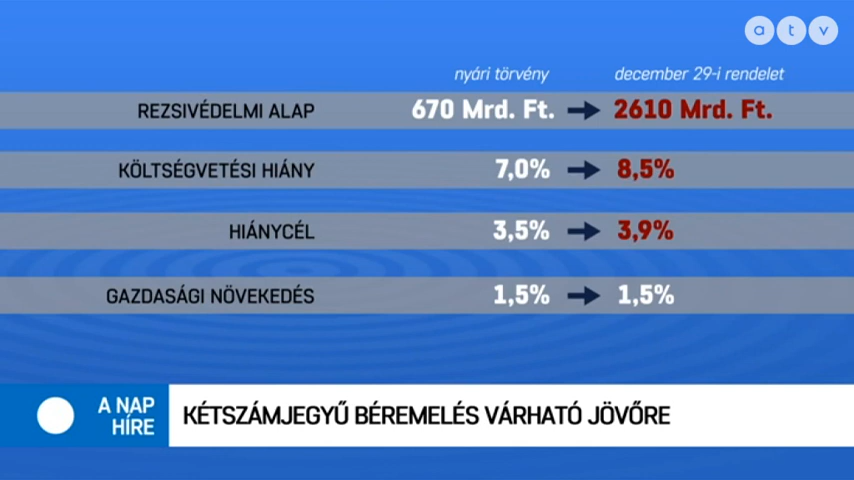 atv
nyári törvény december 29-i rendelet
REZSIVÉDELMI ALAP 670 Mrd. Ft. 2610 Mrd. Ft.
KÖLTSÉGVETÉSI HIÁNY 7,0% 8,5%
HIÁNYCÉL 3,5% 3,9%
GAZDASÁGI NÖVEKEDÉS 1,5% 1,5%
A NAP
HÍRE
KÉTSZÁMJEGYŰ BÉREMELÉS VÁRHATÓ JÖVŐRE